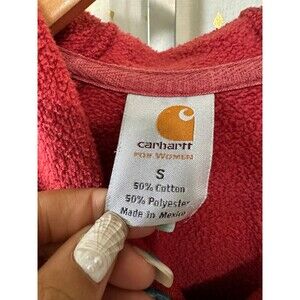 carhartt
FOR WOMEN
S
50% Cotton
50% Polyester
Made in Mexico